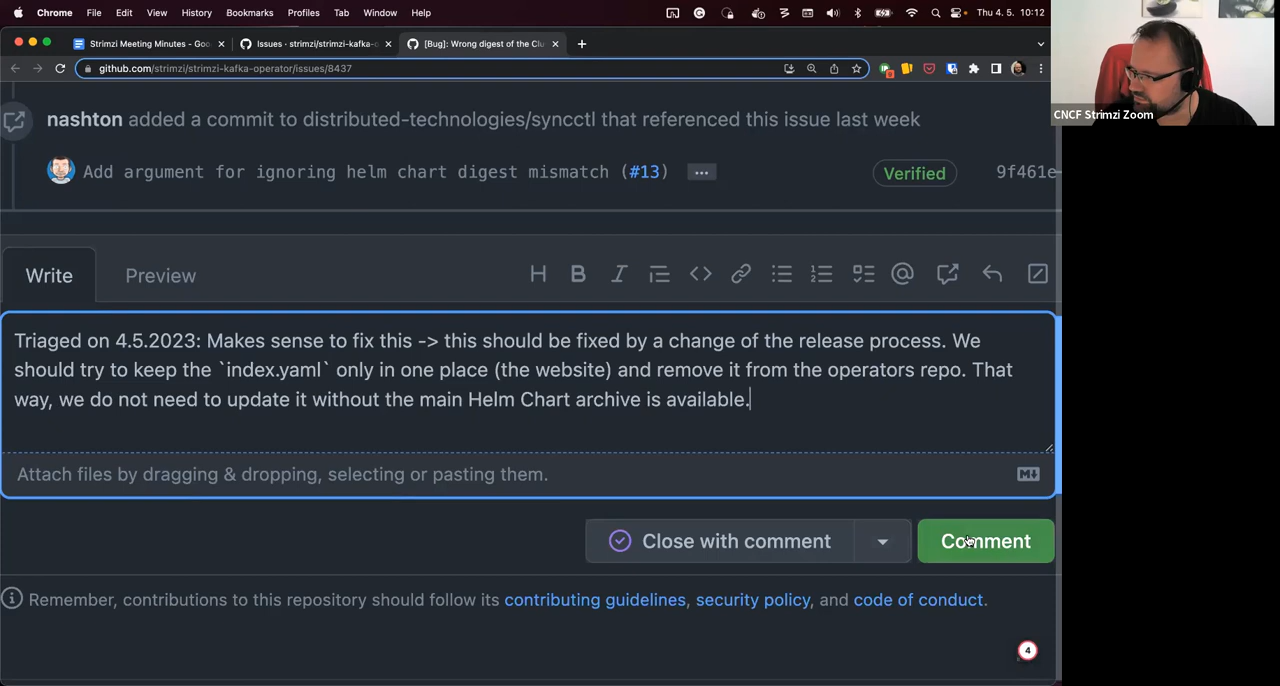 Chrome File Edit View History Bookmarks Profiles Tab Window Help Thu 4. 5. 10:12
Strimzi Meeting Minutes - Goo Issues · strimzi/strimzi-kafka-o [Bug]: Wrong digest of the Clu
github.com/strimzi/strimzi-kafka-operator/issues/8437
CNCF Strimzi Zoom
nashton added a commit to distributed-technologies/syncctl that referenced this issue last week
Add argument for ignoring helm chart digest mismatch (#13) ... Verified 9f461e
Write Preview
Triaged on 4.5.2023: Makes sense to fix this -> this should be fixed by a change of the release process. We
should try to keep the `index.yaml` only in one place (the website) and remove it from the operators repo. That
way, we do not need to update it without the main Helm Chart archive is available.
Attach files by dragging & dropping, selecting or pasting them.
Close with comment Comment
Remember, contributions to this repository should follow its contributing guidelines, security policy, and code of conduct.
4